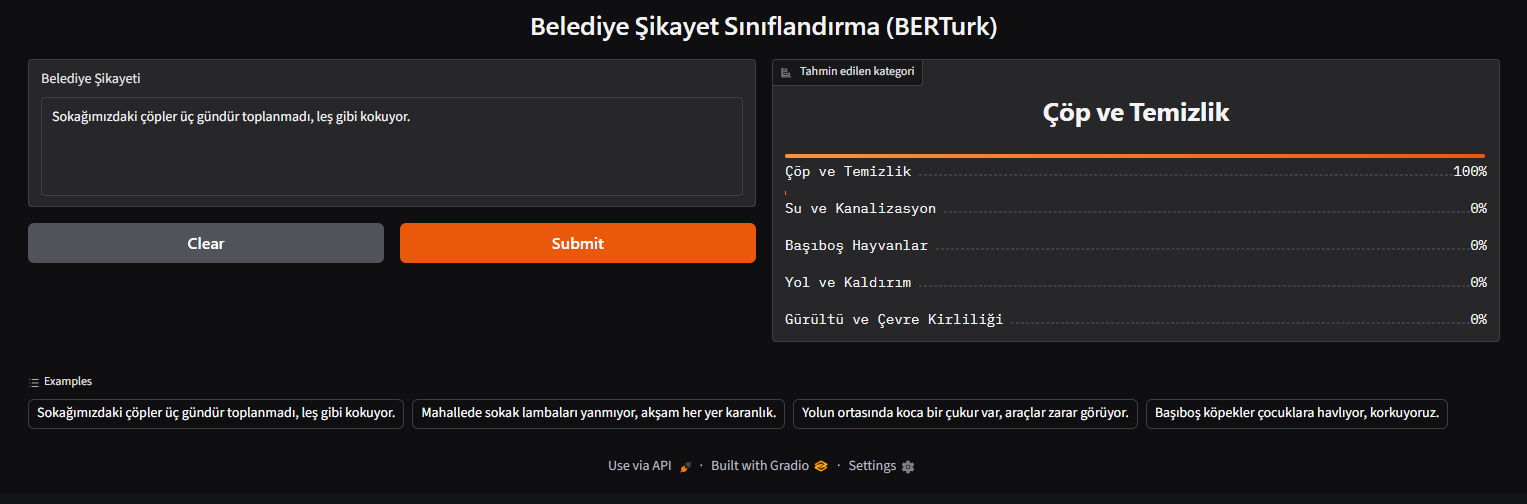 Belediye Şikayet Sınıflandırma (BERTurk)
Belediye Şikayeti
Sokağımızdaki çöpler üç gündür toplanmadı, leş gibi kokuyor.
Clear
Submit
Tahmin edilen kategori
Çöp ve Temizlik
Çöp ve Temizlik 100%
Su ve Kanalizasyon 0%
Başıboş Hayvanlar 0%
Yol ve Kaldırım 0%
Gürültü ve Çevre Kirliliği 0%
Examples
Sokağımızdaki çöpler üç gündür toplanmadı, leş gibi kokuyor.
Mahallede sokak lambaları yanmıyor, akşam her yer karanlık.
Yolun ortasında koca bir çukur var, araçlar zarar görüyor.
Başıboş köpekler çocuklara havlıyor, korkuyoruz.
Use via API · Built with Gradio · Settings